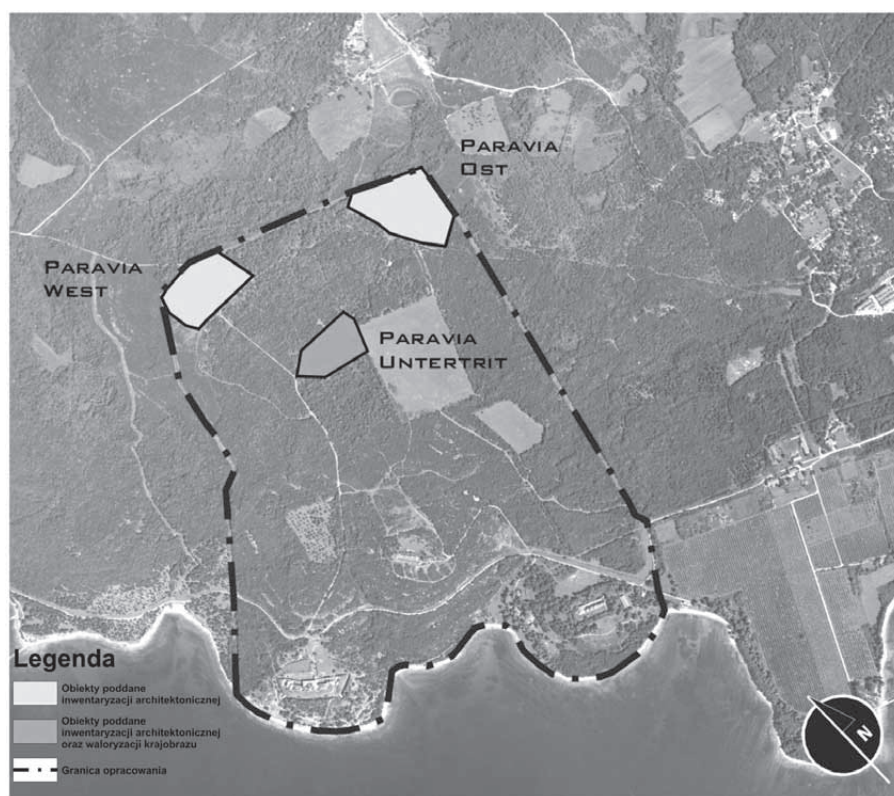 PARAVIA
OST
PARAVIA
WEST
PARAVIA
UNTERTRIT
Legenda
Obiekty poddane
inwentaryzacji architektonicznej
Obiekty poddane
inwentaryzacji architektonicznej
oraz waloryzacji krajobrazu
Granica opracowania
N